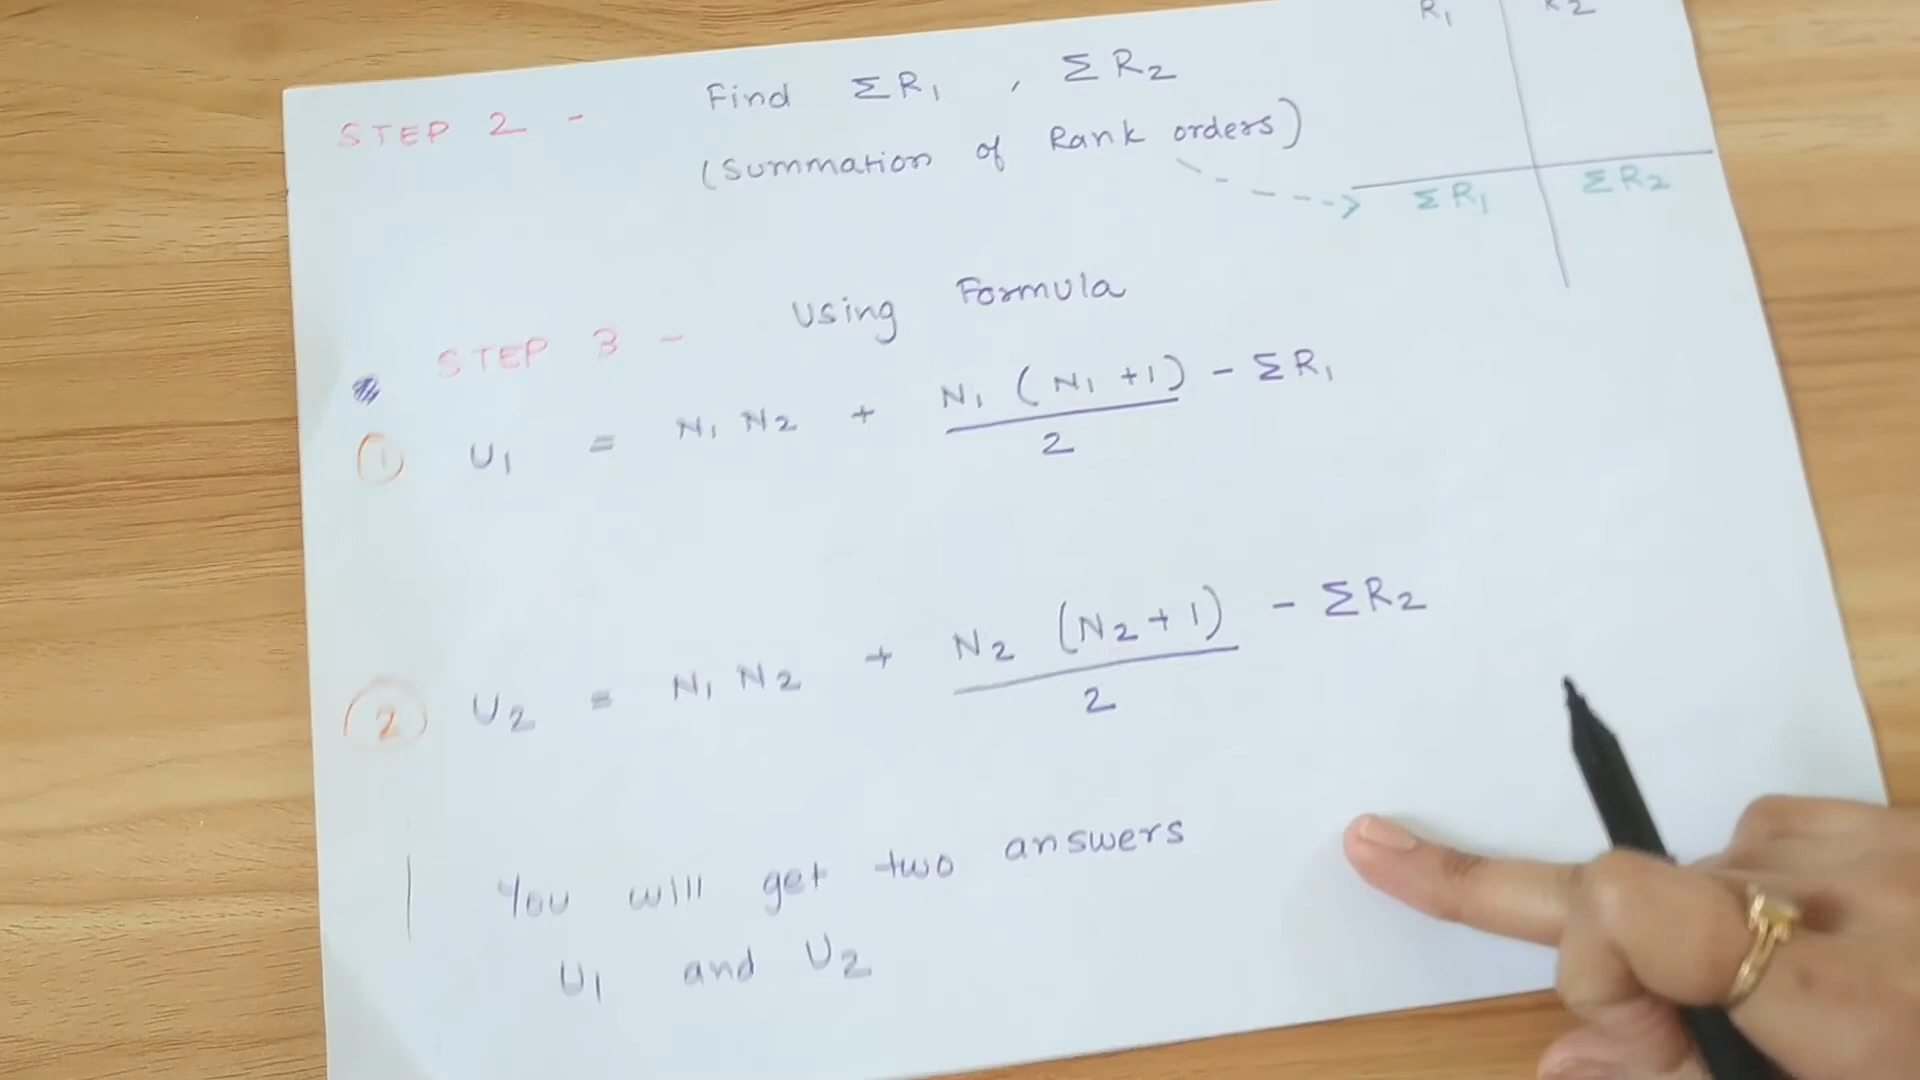 R1 R2
STEP 2 - Find ΣR1 , ΣR2
(Summation of Rank orders)
ΣR1 ΣR2
STEP 3 - Using Formula
① U1 = N1 N2 + N1 (N1 +1) / 2 - ΣR1
② U2 = N1 N2 + N2 (N2+1) / 2 - ΣR2
You will get two answers
U1 and U2